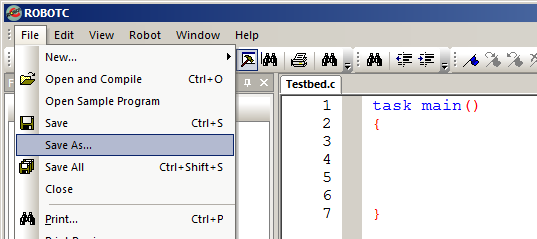 ROBOTC
File Edit View Robot Window Help
New...
Open and Compile Ctrl+O
Open Sample Program
Save Ctrl+S
Save As...
Save All Ctrl+Shift+S
Close
Print... Ctrl+P
Testbed.c
1 task main()
2 {
3
4
5
6
7 }